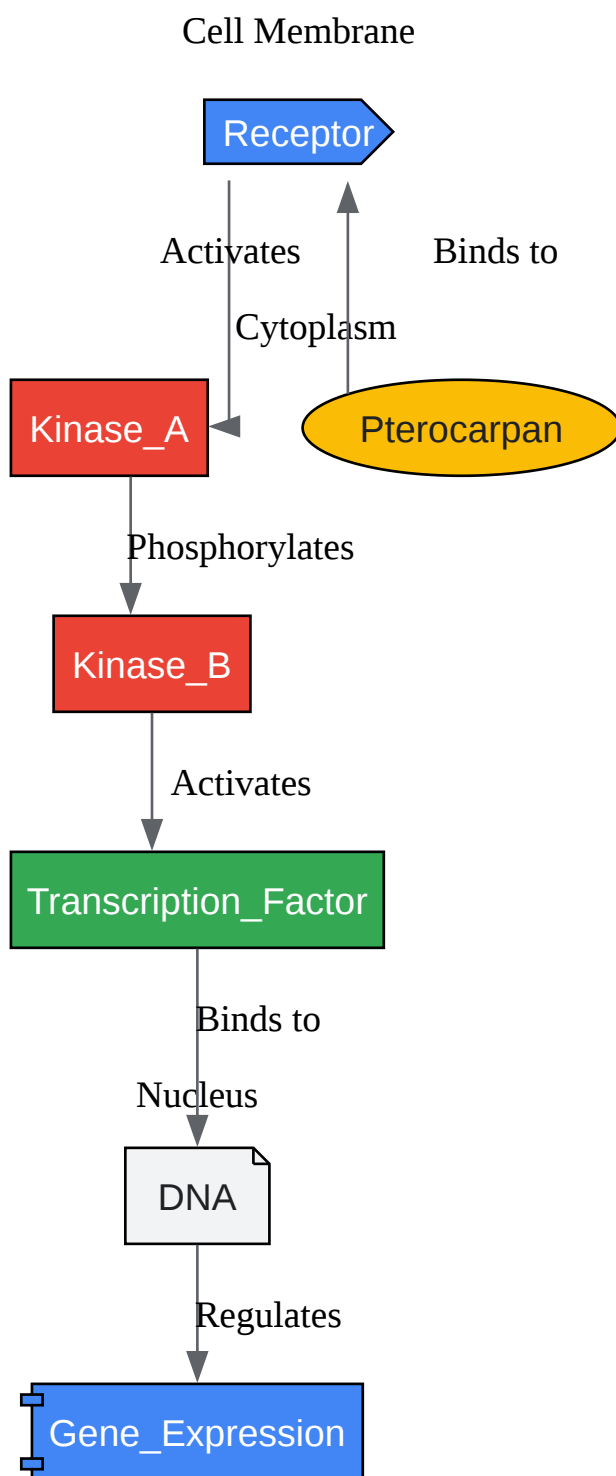 Cell Membrane
Receptor
Activates
Binds to
Cytoplasm
Kinase_A
Pterocarpan
Phosphorylates
Kinase_B
Activates
Transcription_Factor
Binds to
Nucleus
DNA
Regulates
Gene_Expression